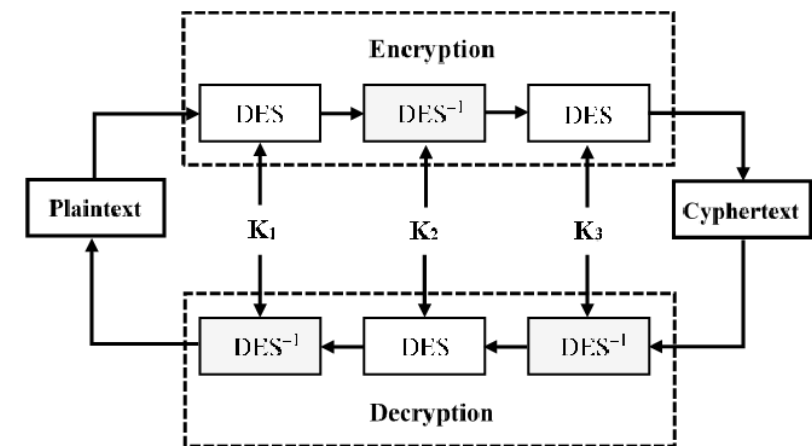 Encryption
DES DES⁻¹ DES
Plaintext
Cyphertext
K₁ K₂ K₃
DES⁻¹ DES DES⁻¹
Decryption